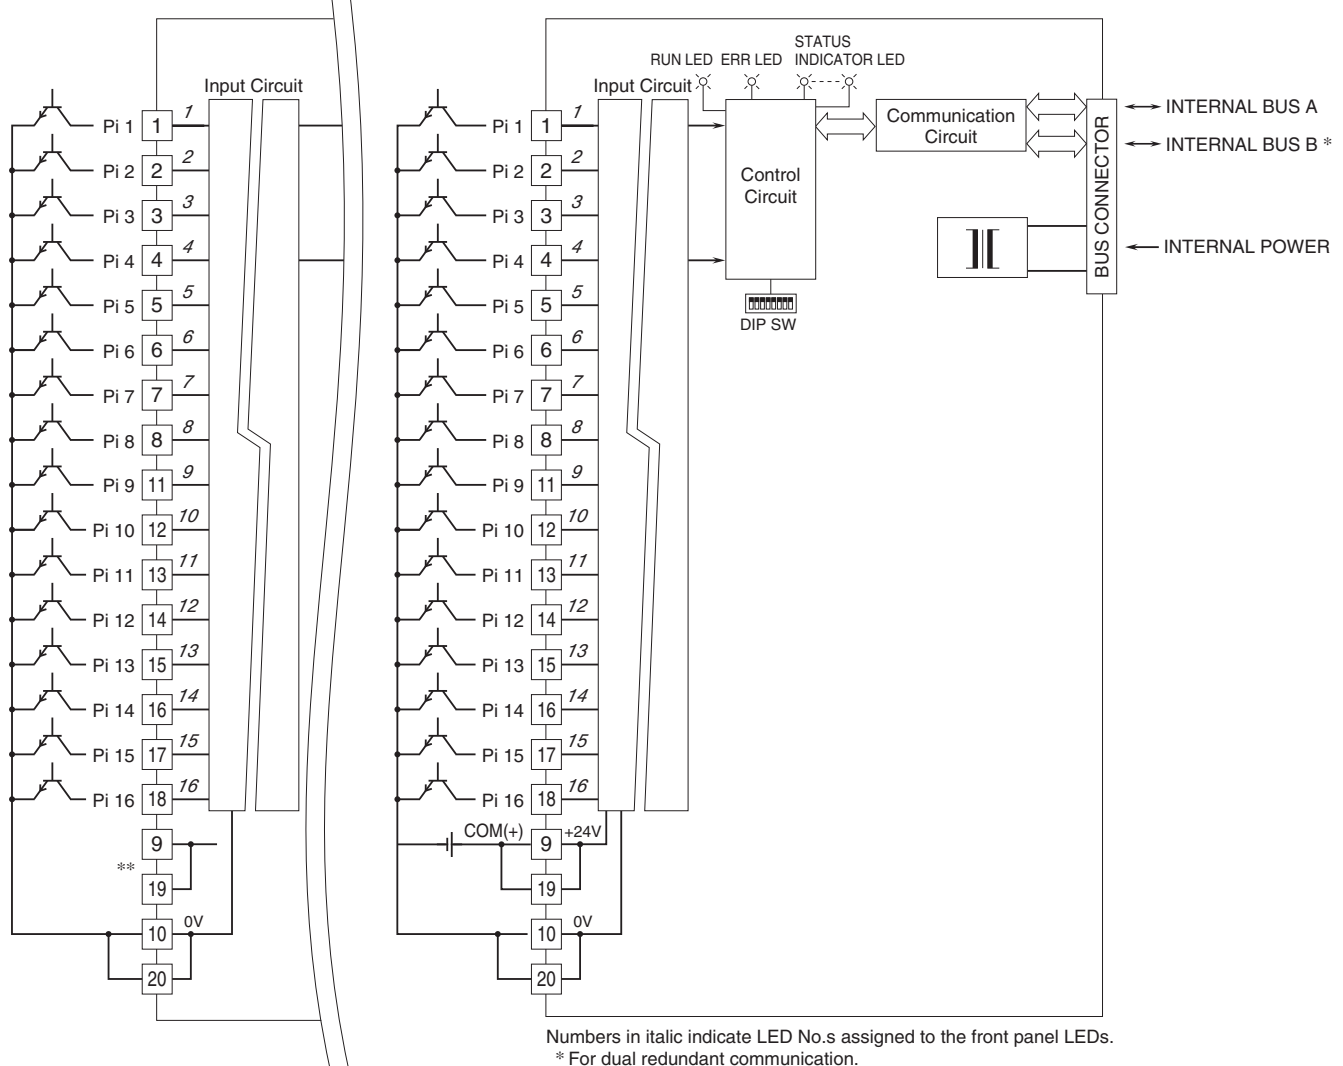 Input Circuit
Pi 1 1 1
Pi 2 2 2
Pi 3 3 3
Pi 4 4 4
Pi 5 5 5
Pi 6 6 6
Pi 7 7 7
Pi 8 8 8
Pi 9 11 9
Pi 10 12 10
Pi 11 13 11
Pi 12 14 12
Pi 13 15 13
Pi 14 16 14
Pi 15 17 15
Pi 16 18 16
9
**
19
10 0V
20
STATUS
RUN LED ERR LED INDICATOR LED
Input Circuit
Pi 1 1 1
Pi 2 2 2
Pi 3 3 3
Pi 4 4 4
Pi 5 5 5
Pi 6 6 6
Pi 7 7 7
Pi 8 8 8
Pi 9 11 9
Pi 10 12 10
Pi 11 13 11
Pi 12 14 12
Pi 13 15 13
Pi 14 16 14
Pi 15 17 15
Pi 16 18 16
COM(+) 9 +24V
19
10 0V
20
Control
Circuit
DIP SW
Communication
Circuit
BUS CONNECTOR
INTERNAL BUS A
INTERNAL BUS B *
INTERNAL POWER
Numbers in italic indicate LED No.s assigned to the front panel LEDs.
* For dual redundant communication.